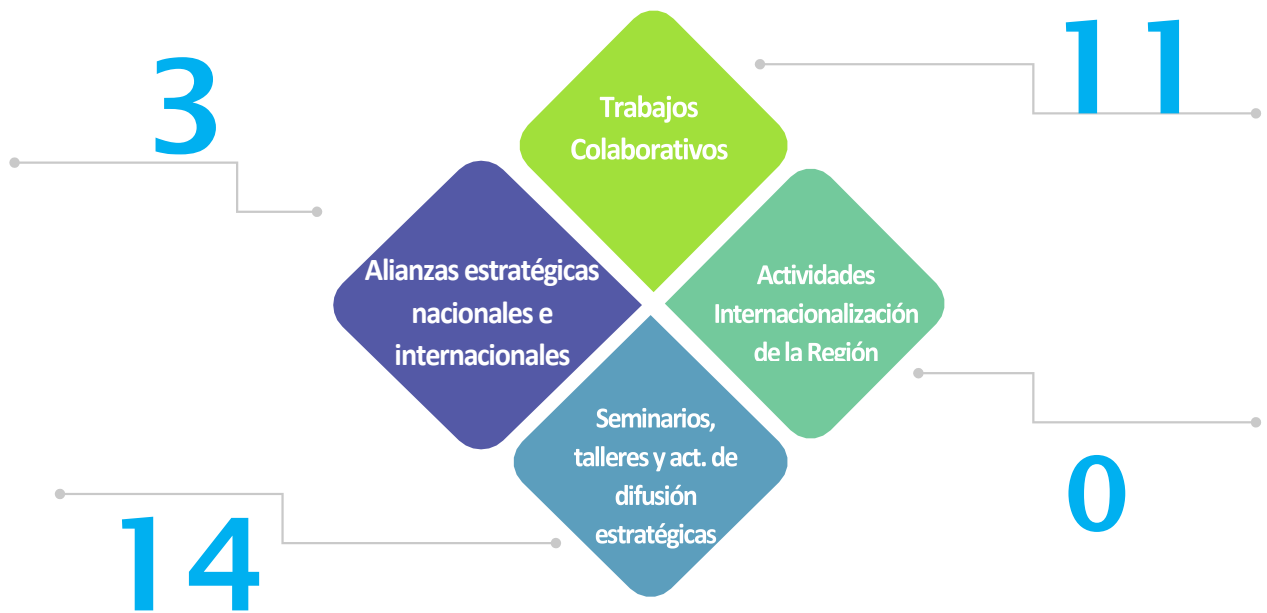 3
11
Trabajos
Colaborativos
Alianzas estratégicas
nacionales e
internacionales
Actividades
Internacionalización
de la Región
Seminarios,
talleres y act. de
difusión
estratégicas
14
0